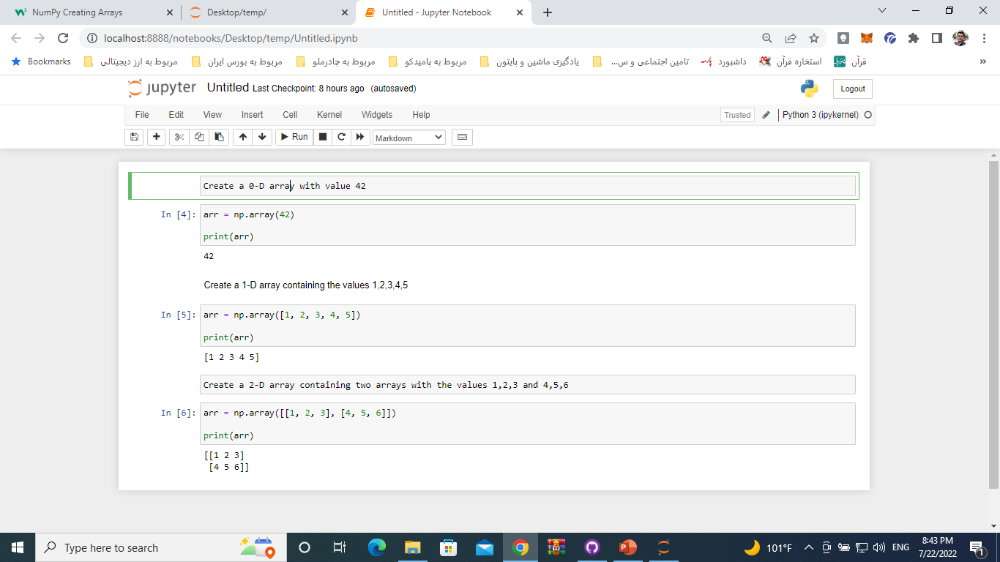 NumPy Creating Arrays
Desktop/temp/
Untitled - Jupyter Notebook
localhost:8888/notebooks/Desktop/temp/Untitled.ipynb
Bookmarks
مربوط به ارز دیجیتالی
مربوط به بورس ایران
مربوط به چادرملو
مربوط به پامیدکو
یادگیری ماشین و پایتون
تامین اجتماعی و س...
داشبورد
استخاره قرآن
قرآن
»
jupyter Untitled Last Checkpoint: 8 hours ago (autosaved)
Logout
File Edit View Insert Cell Kernel Widgets Help
Trusted
Python 3 (ipykernel)
Run
Markdown
Create a 0-D array with value 42
In [4]: arr = np.array(42)
print(arr)
42
Create a 1-D array containing the values 1,2,3,4,5
In [5]: arr = np.array([1, 2, 3, 4, 5])
print(arr)
[1 2 3 4 5]
Create a 2-D array containing two arrays with the values 1,2,3 and 4,5,6
In [6]: arr = np.array([[1, 2, 3], [4, 5, 6]])
print(arr)
[[1 2 3]
[4 5 6]]
Type here to search
101°F
ENG
8:43 PM
7/22/2022
1